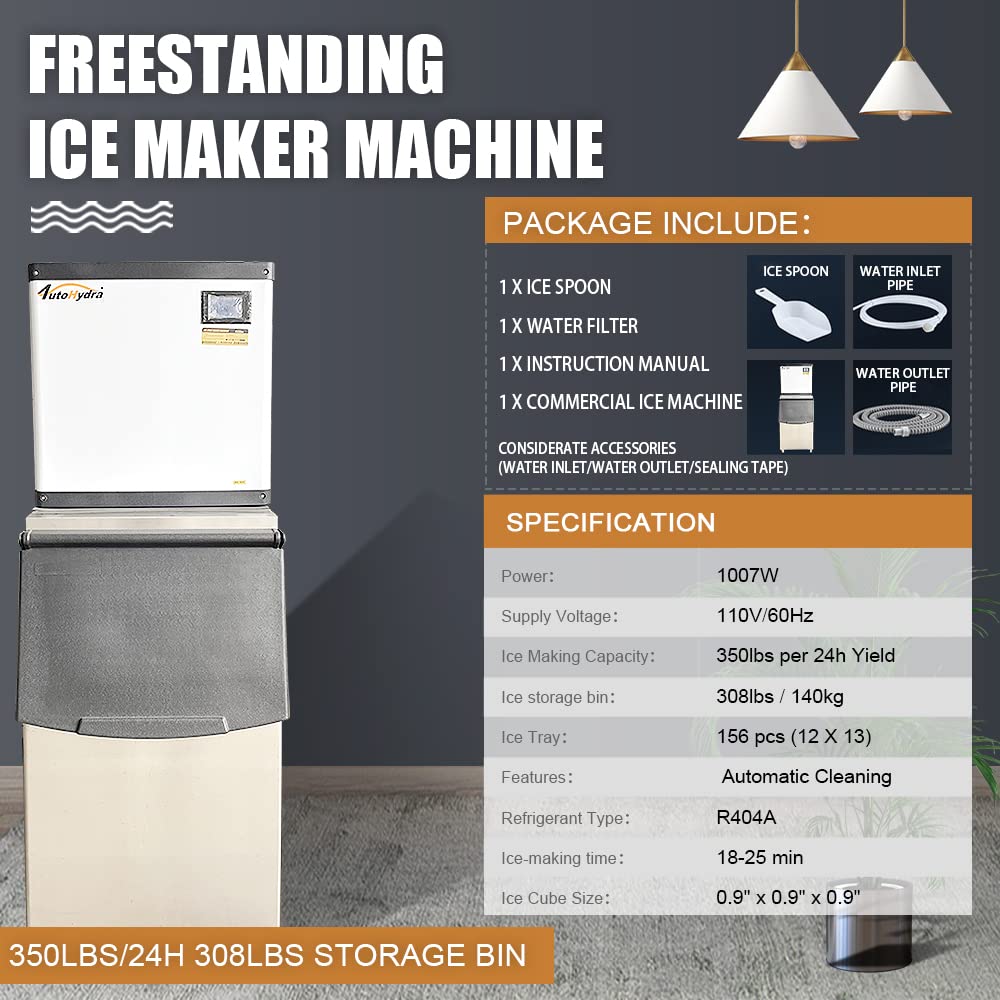 FREESTANDING
ICE MAKER MACHINE
AutoHydra
PACKAGE INCLUDE:
1 X ICE SPOON
1 X WATER FILTER
1 X INSTRUCTION MANUAL
1 X COMMERCIAL ICE MACHINE
CONSIDERATE ACCESSORIES
(WATER INLET/WATER OUTLET/SEALING TAPE)
ICE SPOON
WATER INLET
PIPE
WATER OUTLET
PIPE
SPECIFICATION
Power: 1007W
Supply Voltage: 110V/60Hz
Ice Making Capacity: 350lbs per 24h Yield
Ice storage bin: 308lbs / 140kg
Ice Tray: 156 pcs (12 X 13)
Features: Automatic Cleaning
Refrigerant Type: R404A
Ice-making time: 18-25 min
Ice Cube Size: 0.9" x 0.9" x 0.9"
350LBS/24H 308LBS STORAGE BIN